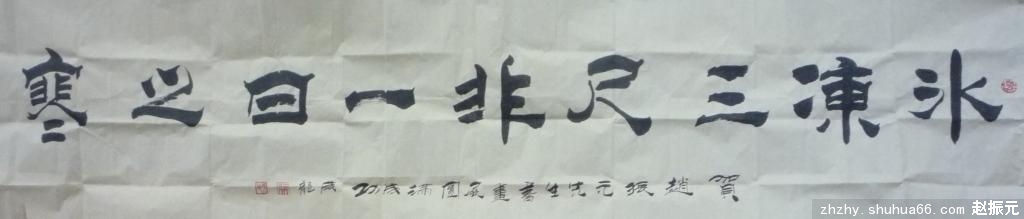 冰凍三尺非一日之寒
賀趙振元先生書畫展圓滿成功
zhzhy.shuhua66.com 赵振元